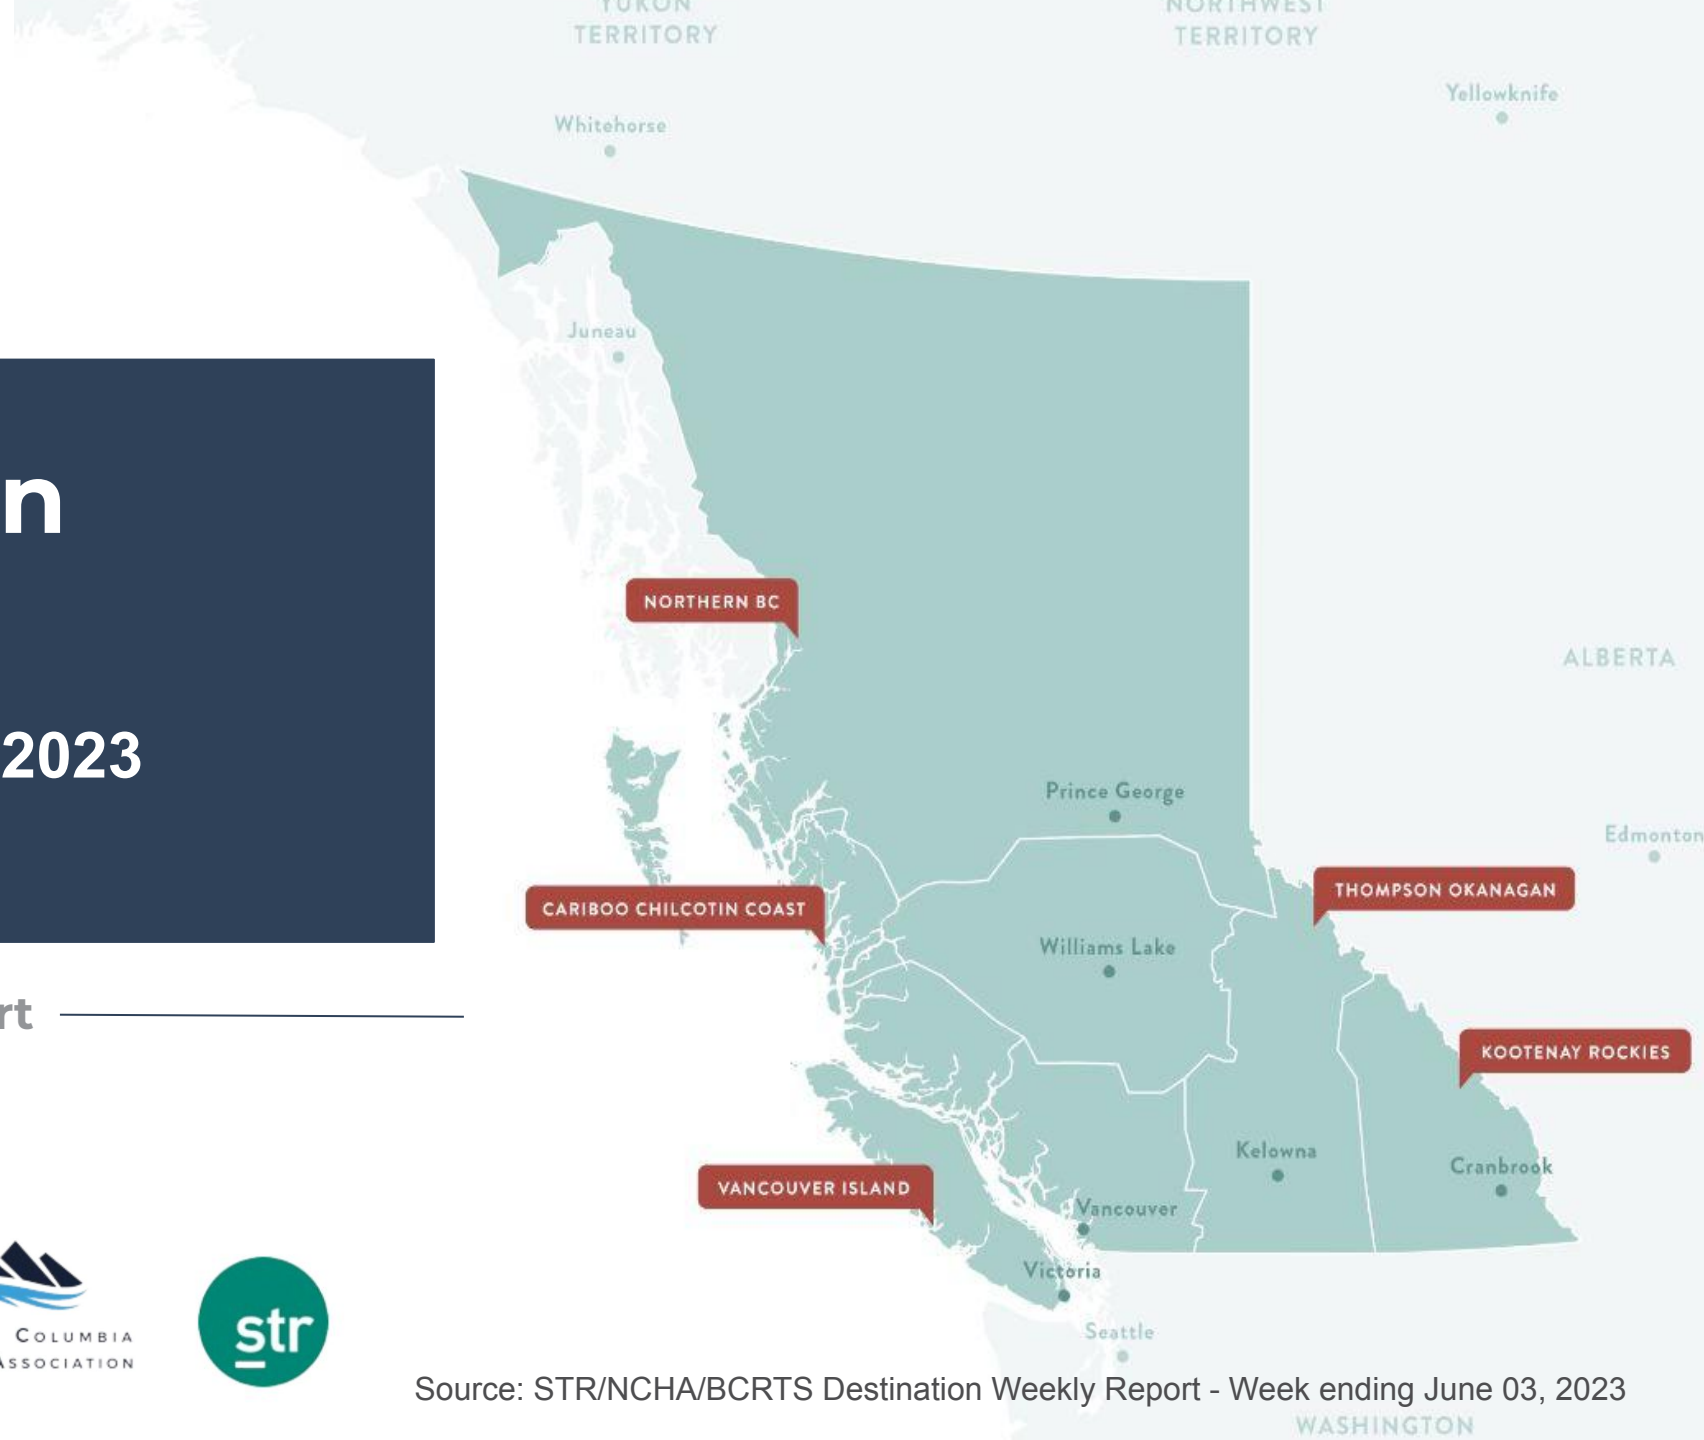 YUKON
TERRITORY
NORTHWEST
TERRITORY
Yellowknife
Whitehorse
Juneau
n
NORTHERN BC
ALBERTA
2023
Prince George
Edmonton
THOMPSON OKANAGAN
CARIBOO CHILCOTIN COAST
Williams Lake
rt
KOOTENAY ROCKIES
Kelowna
Cranbrook
VANCOUVER ISLAND
Vancouver
Victoria
COLUMBIA
ASSOCIATION
str
Seattle
Source: STR/NCHA/BCRTS Destination Weekly Report - Week ending June 03, 2023
WASHINGTON